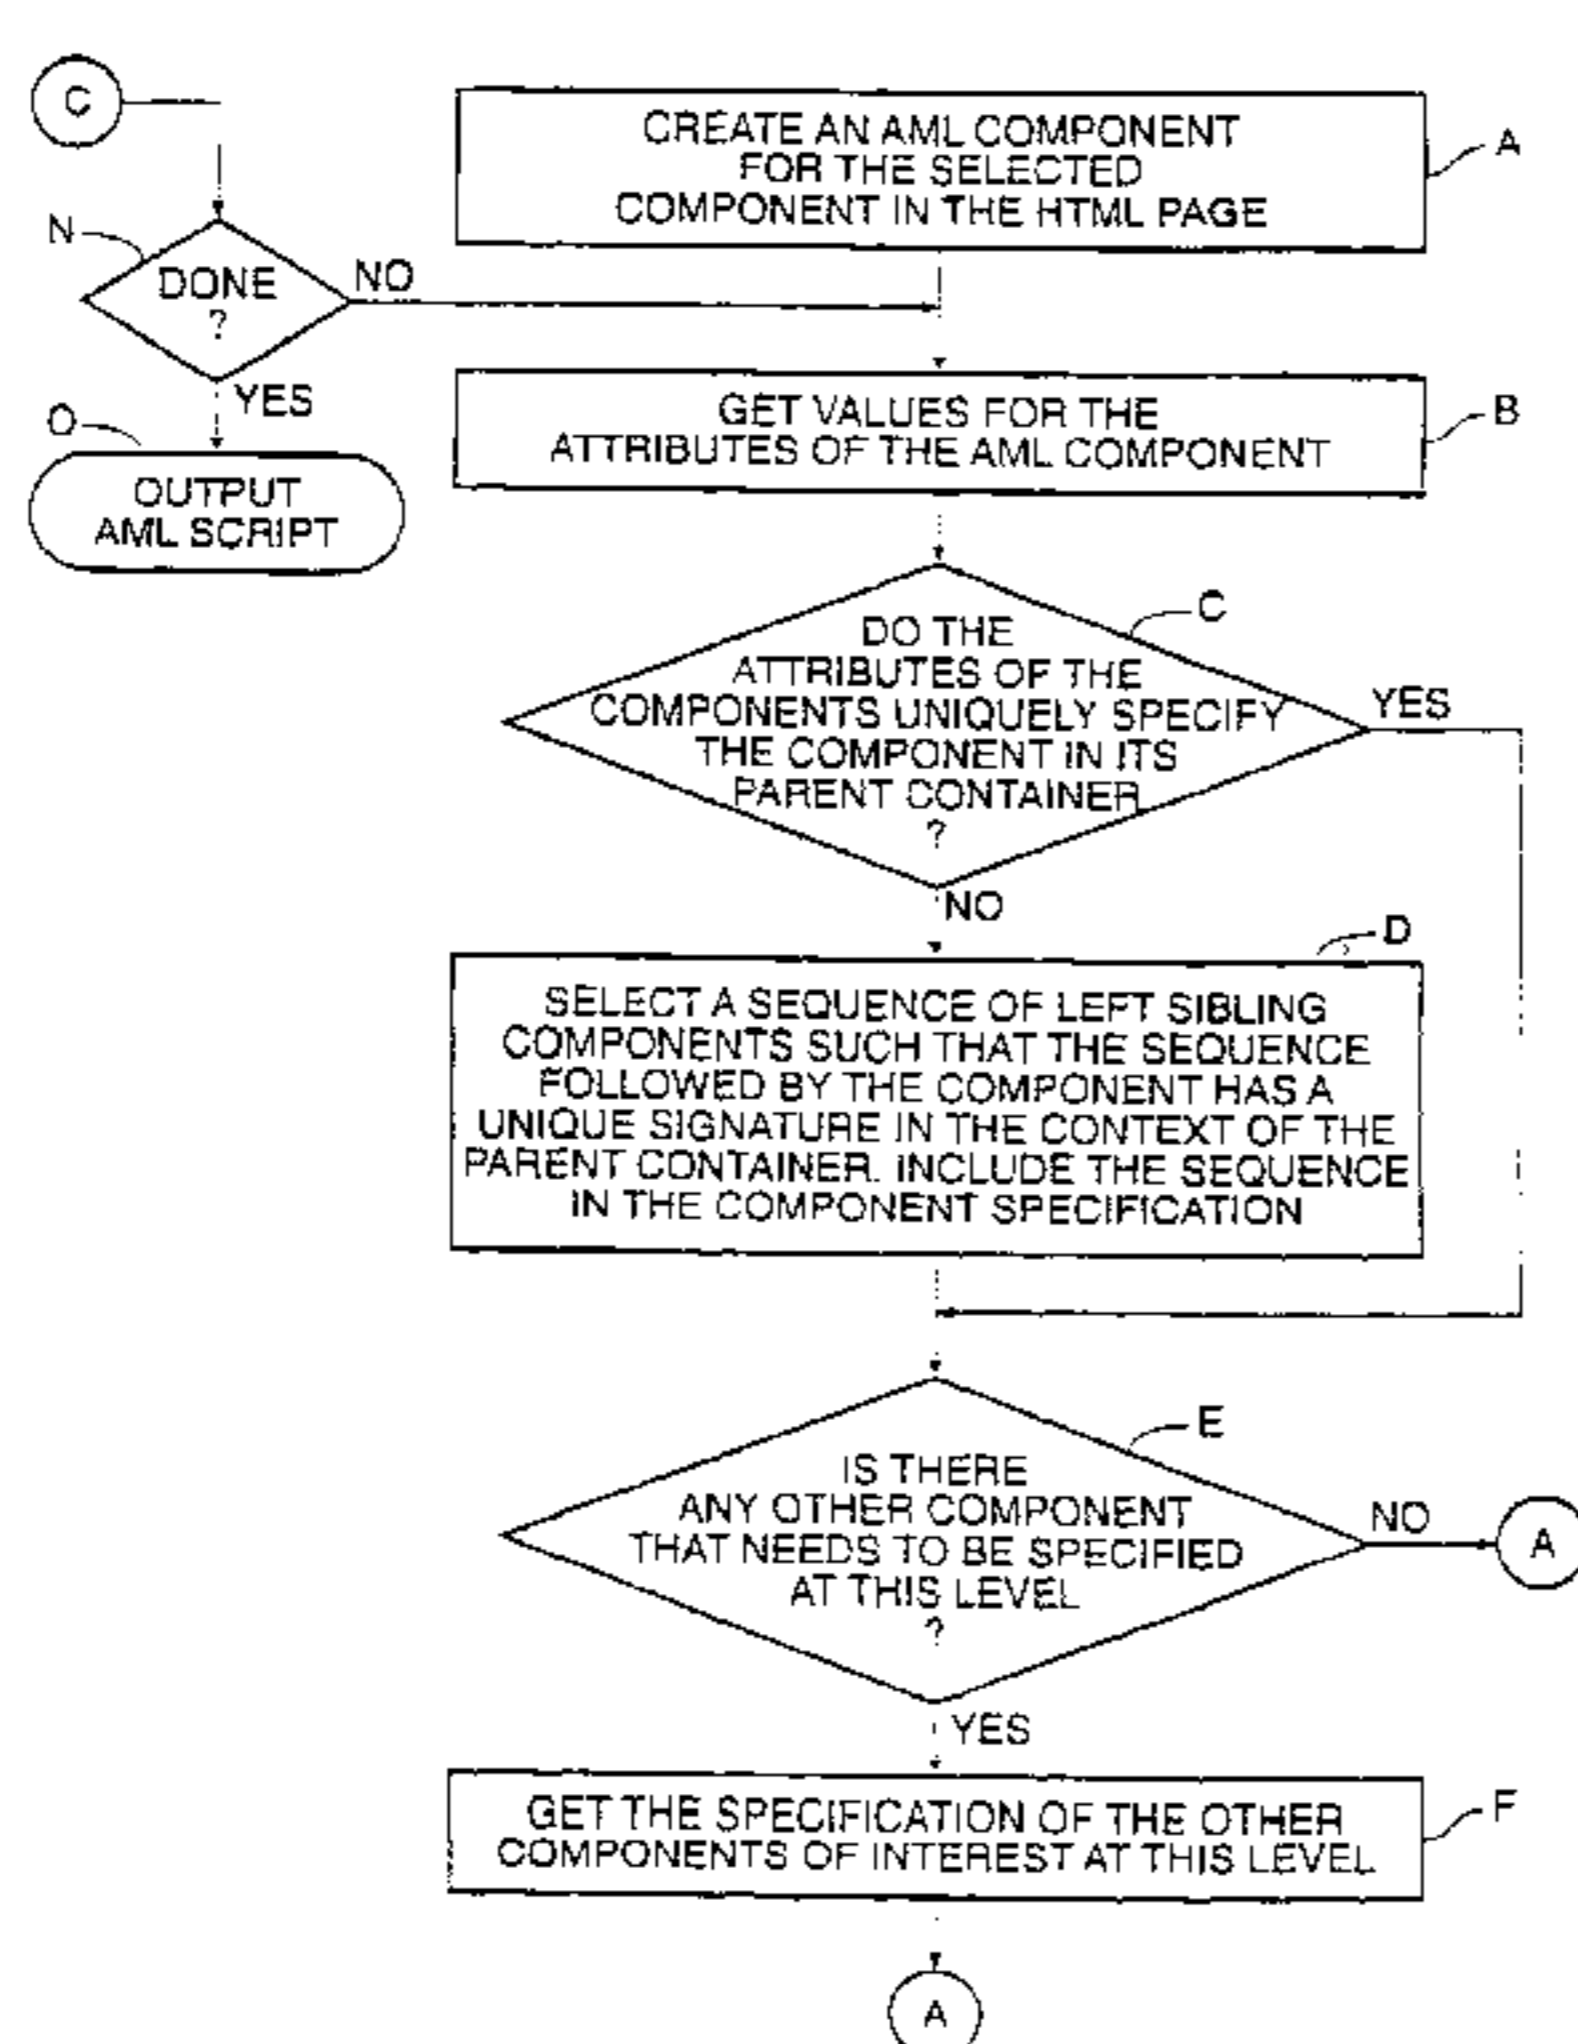 C
CREATE AN AML COMPONENT
FOR THE SELECTED
COMPONENT IN THE HTML PAGE
A
N
DONE
?
NO
YES
O
OUTPUT
AML SCRIPT
GET VALUES FOR THE
ATTRIBUTES OF THE AML COMPONENT
B
DO THE
ATTRIBUTES OF THE
COMPONENTS UNIQUELY SPECIFY
THE COMPONENT IN ITS
PARENT CONTAINER
?
C
YES
NO
D
SELECT A SEQUENCE OF LEFT SIBLING
COMPONENTS SUCH THAT THE SEQUENCE
FOLLOWED BY THE COMPONENT HAS A
UNIQUE SIGNATURE IN THE CONTEXT OF THE
PARENT CONTAINER. INCLUDE THE SEQUENCE
IN THE COMPONENT SPECIFICATION
E
IS THERE
ANY OTHER COMPONENT
THAT NEEDS TO BE SPECIFIED
AT THIS LEVEL
?
NO
A
YES
GET THE SPECIFICATION OF THE OTHER
COMPONENTS OF INTEREST AT THIS LEVEL
F
A